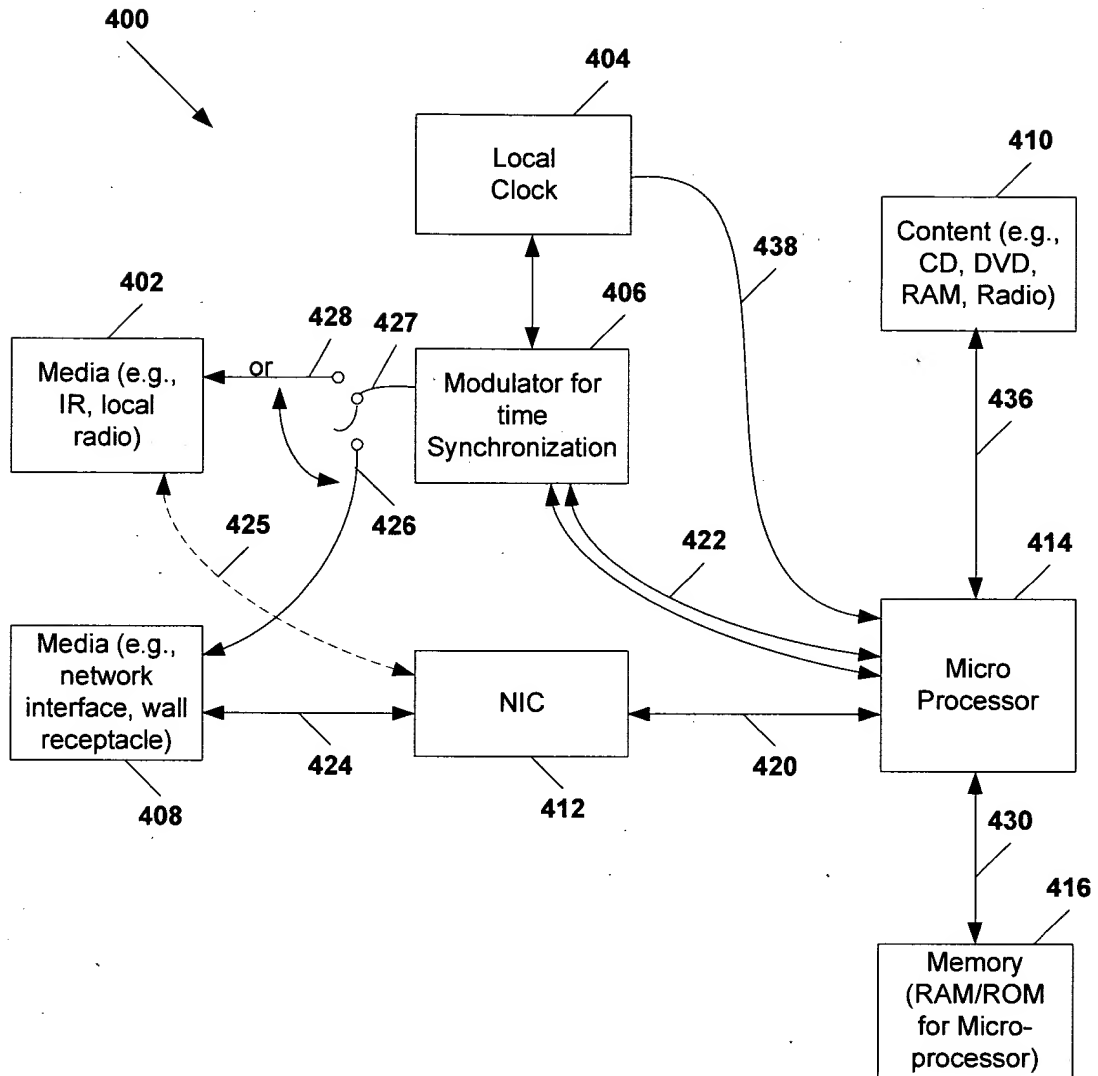 400
404
Local
Clock
410
Content (e.g.,
CD, DVD,
RAM, Radio)
438
402
406
428
427
Media (e.g.,
IR, local
radio)
or
Modulator for
time
Synchronization
436
425
426
422
414
Media (e.g.,
network
interface, wall
receptacle)
NIC
Micro
Processor
424
420
408
412
430
416
Memory
(RAM/ROM
for Micro-
processor)